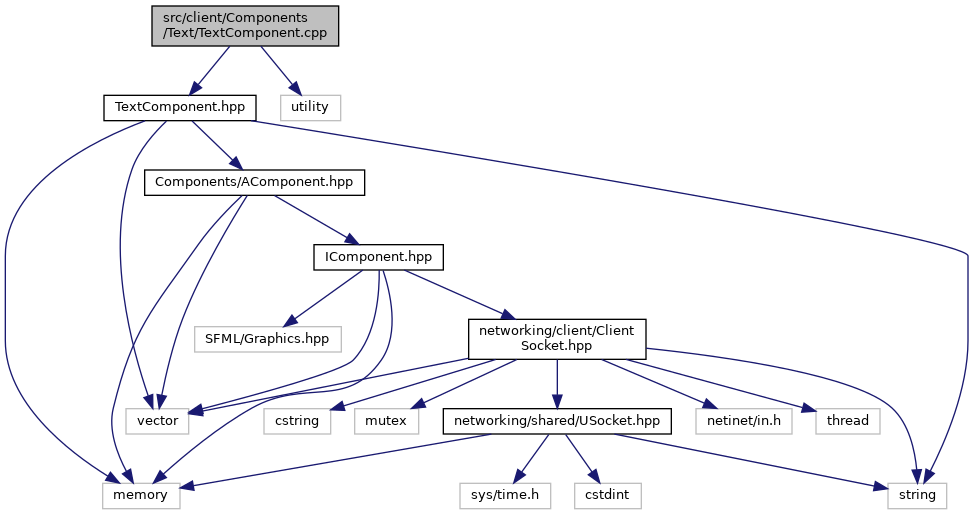 src/client/Components
/Text/TextComponent.cpp
TextComponent.hpp
utility
Components/AComponent.hpp
IComponent.hpp
SFML/Graphics.hpp
networking/client/Client
Socket.hpp
vector
cstring
mutex
networking/shared/USocket.hpp
netinet/in.h
thread
memory
sys/time.h
cstdint
string